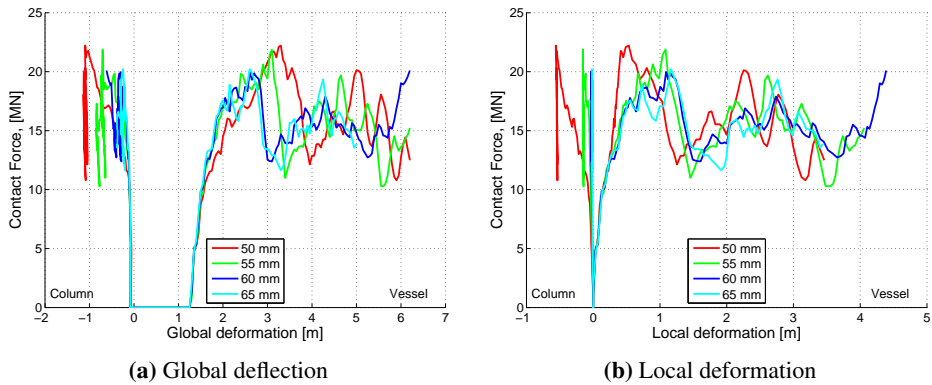 Contact Force, [MN]
25
20
15
10
5
0
50 mm
55 mm
60 mm
65 mm
Column
Vessel
−2 −1 0 1 2 3 4 5 6 7
Global deformation [m]
(a) Global deflection
Contact Force, [MN]
25
20
15
10
5
0
50 mm
55 mm
60 mm
65 mm
Column
Vessel
−1 0 1 2 3 4 5
Local deformation [m]
(b) Local deformation